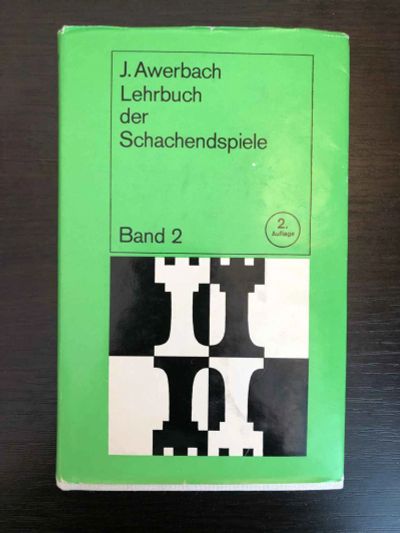 J. Awerbach
Lehrbuch
der
Schachendspiele
Band 2
2.
Auflage